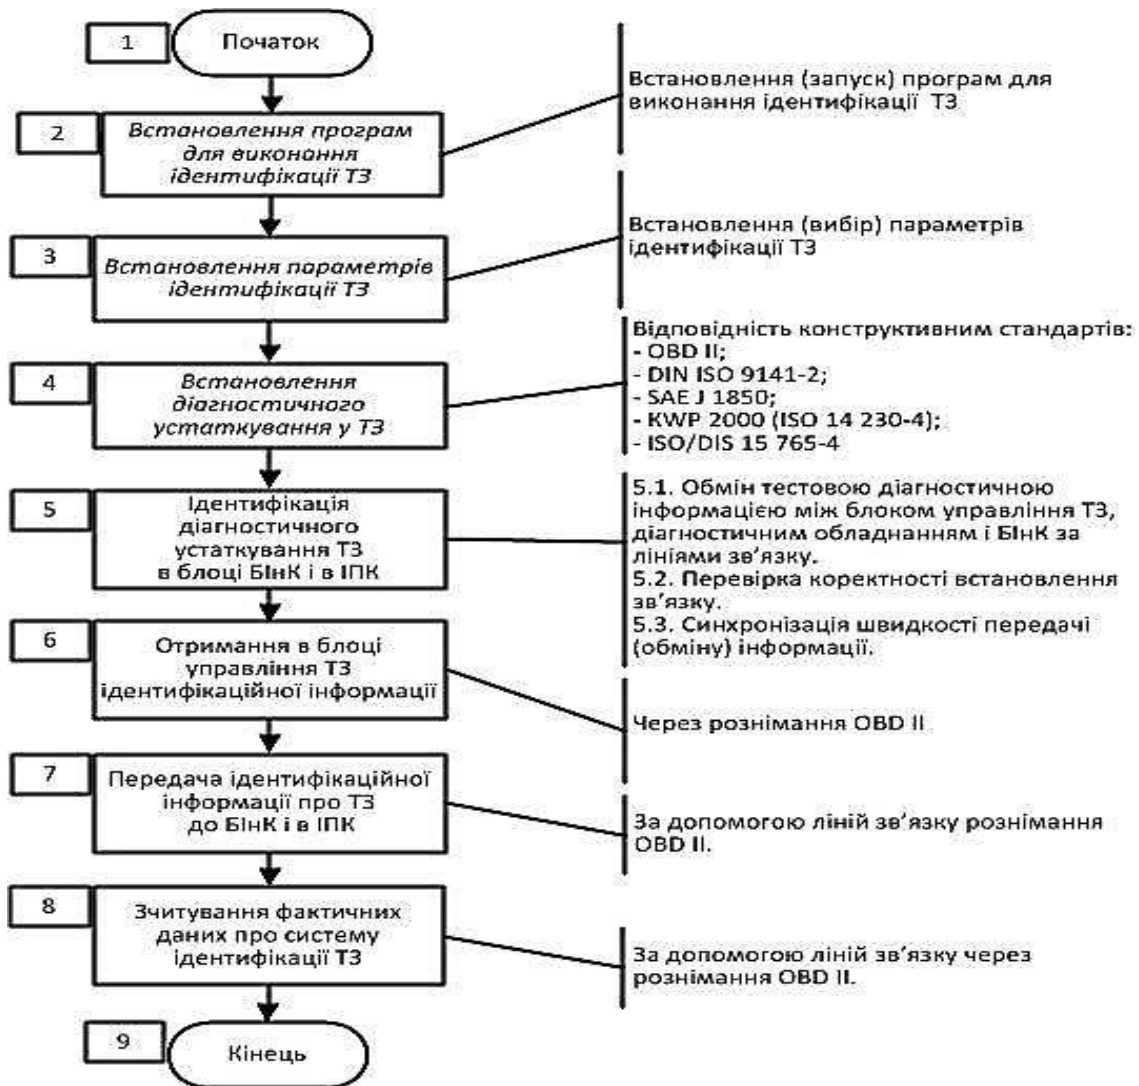 1
Початок
Встановлення (запуск) програм для
виконання ідентифікації ТЗ
2
Встановлення програм
для виконання
ідентифікації ТЗ
3
Встановлення параметрів
ідентифікації ТЗ
Встановлення (вибір) параметрів
ідентифікації ТЗ
4
Встановлення
діагностичного
устаткування у ТЗ
Відповідність конструктивним стандартів:
- OBD II;
- DIN ISO 9141-2;
- SAE J 1850;
- KWP 2000 (ISO 14 230-4);
- ISO/DIS 15 765-4
5
Ідентифікація
діагностичного
устаткування ТЗ
в блоці БІнК і в ІПК
5.1. Обмін тестовою діагностичною
інформацією між блоком управління ТЗ,
діагностичним обладнанням і БІнК за
лініями зв’язку.
5.2. Перевірка коректності встановлення
зв’язку.
5.3. Синхронізація швидкості передачі
(обміну) інформації.
6
Отримання в блоці
управління ТЗ
ідентифікаційної інформації
Через рознімання OBD II
7
Передача ідентифікаційної
інформації про ТЗ
до БІнК і в ІПК
За допомогою ліній зв’язку рознімання
OBD II.
8
Зчитування фактичних
даних про систему
ідентифікації ТЗ
За допомогою ліній зв’язку через
рознімання OBD II.
9
Кінець